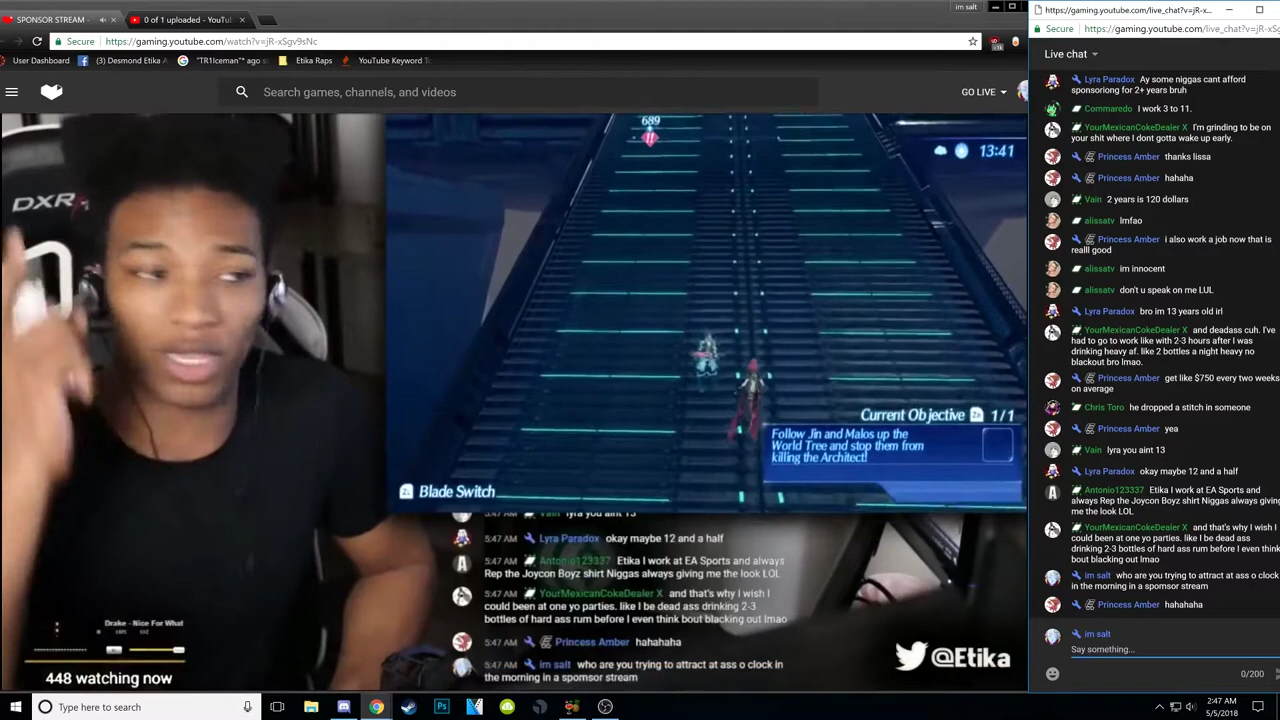 SPONSOR STREAM -
0 of 1 uploaded - YouTu
im salt
https://gaming.youtube.com/live_chat?v=jR-x...
Secure
https://gaming.youtube.com/watch?v=jR-xSgv9sNc
Secure
https://gaming.youtube.com/live_chat?v=jR-xSg
User Dashboard
(3) Desmond Etika A
"TR1Iceman"* ago s
Etika Raps
YouTube Keyword To
Search games, channels, and videos
GO LIVE
Live chat
Lyra Paradox Ay some niggas cant afford
sponsoriong for 2+ years bruh
Commaredo I work 3 to 11.
YourMexicanCokeDealer X I'm grinding to be on
your shit where I dont gotta wake up early.
Princess Amber thanks lissa
Princess Amber hahaha
Vain 2 years is 120 dollars
alissatv lmfao
Princess Amber i also work a job now that is
reall good
alissatv im innocent
alissatv don't u speak on me LUL
Lyra Paradox bro im 13 years old irl
YourMexicanCokeDealer X and deadass cuh. I've
had to go to work like with 2-3 hours after I was
drinking heavy af. like 2 bottles a night heavy no
blackout bro lmao.
Princess Amber get like $750 every two weeks
on average
Chris Toro he dropped a stitch in someone
Princess Amber yea
Vain lyra you aint 13
Lyra Paradox okay maybe 12 and a half
Antonio123337 Etika I work at EA Sports and
always Rep the Joycon Boyz shirt Niggas always giving
me the look LOL
YourMexicanCokeDealer X and that's why I wish I
could been at one yo parties. like I be dead ass
drinking 2-3 bottles of hard ass rum before I even think
bout blacking out lmao
im salt who are you trying to attract at ass o clock
in the morning in a spomsor stream
Princess Amber hahahaha
im salt
Say something...
0/200
DXR
689
13:41
Current Objective 1/1
Follow Jin and Malos up the
World Tree and stop them from
killing the Architect!
Blade Switch
5:47 AM Vain lyra you aint 13
5:47 AM Lyra Paradox okay maybe 12 and a half
5:47 AM Antonio123337 Etika I work at EA Sports and always
Rep the Joycon Boyz shirt Niggas always giving me the look LOL
5:47 AM YourMexicanCokeDealer X and that's why I wish I
could been at one yo parties. like I be dead ass drinking 2-3
bottles of hard ass rum before I even think bout blacking out lmao
5:47 AM Princess Amber hahahaha
5:47 AM im salt who are you trying to attract at ass o clock in
the morning in a spomsor stream
Drake - Nice For What
448 watching now
@Etika
Type here to search
2:47 AM
5/5/2018